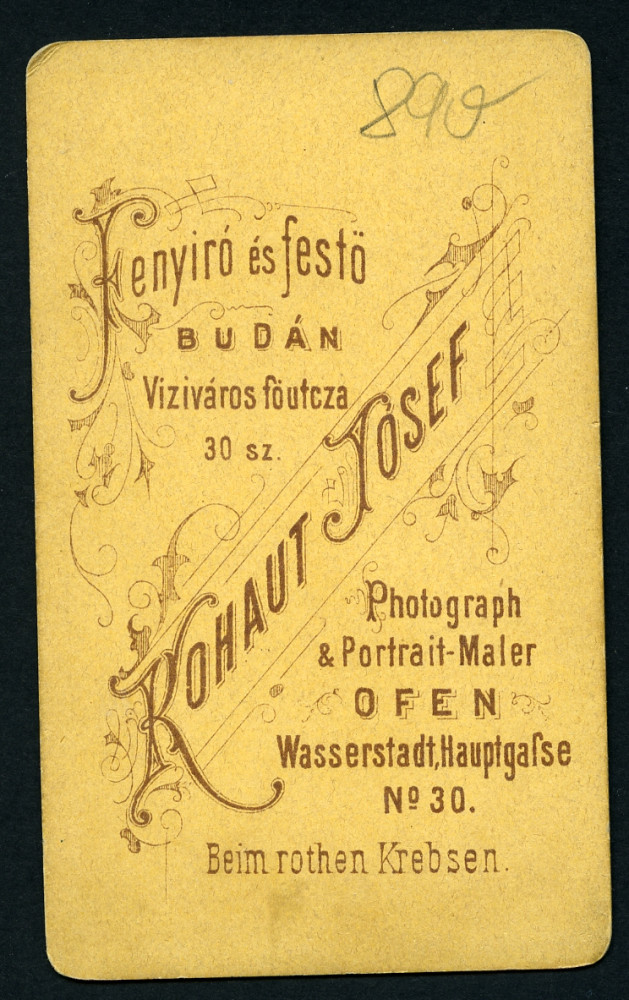 890
Fenyiró és festö
BUDÁN
Viziváros föutcza
30 sz.
KOHAUT JÓSEF
Photograph
& Portrait-Maler
OFEN
Wasserstadt, Hauptgaſse
Nº 30.
Beim rothen Krebsen.